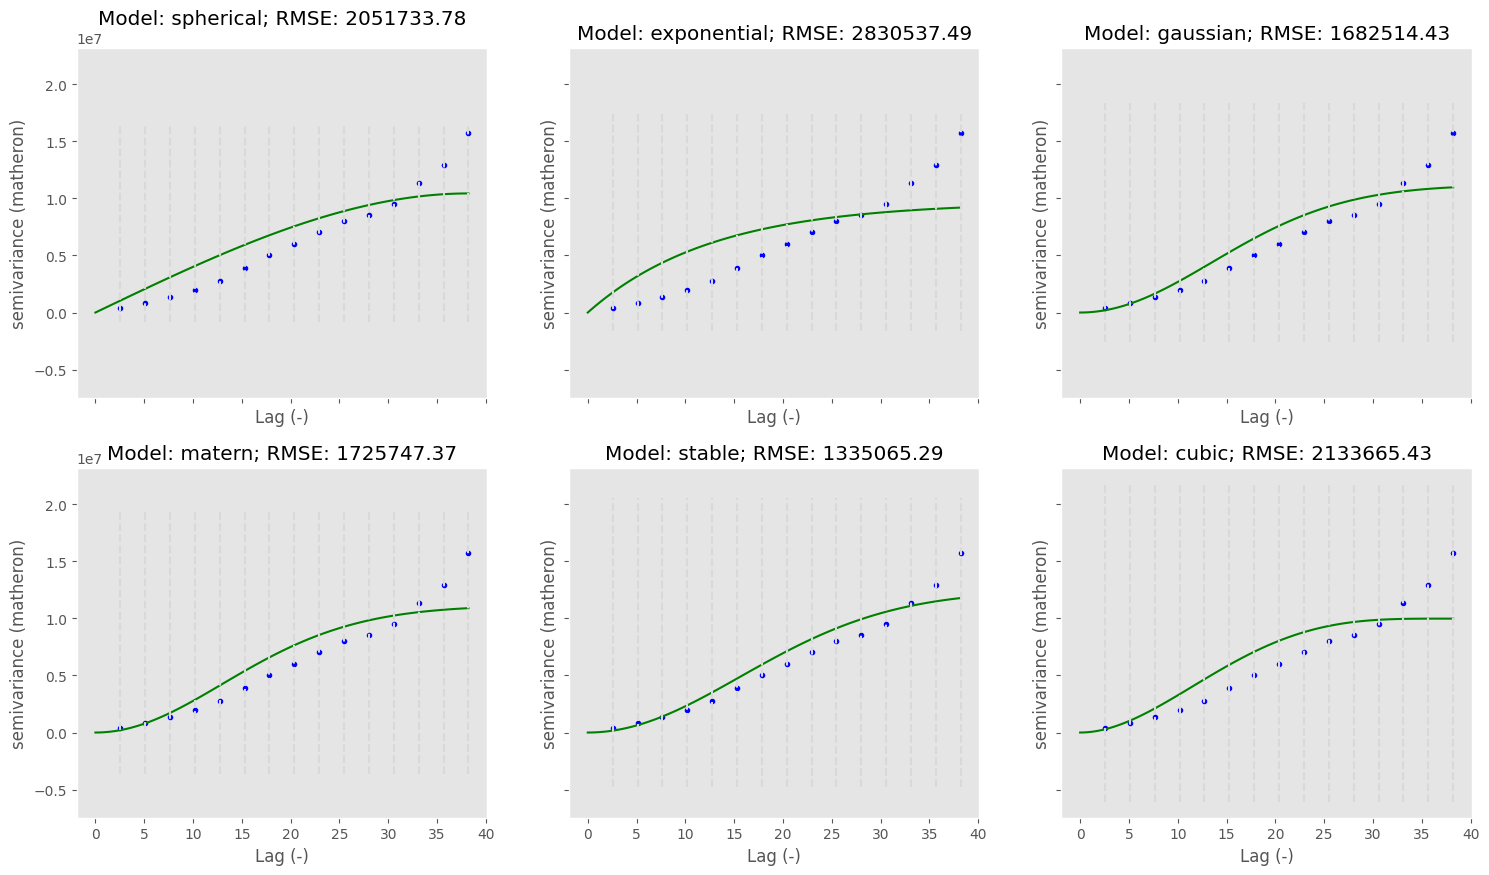 Model: spherical; RMSE: 2051733.78
Model: exponential; RMSE: 2830537.49
Model: gaussian; RMSE: 1682514.43
1e7
2.0
1.5
1.0
0.5
0.0
−0.5
semivariance (matheron)
semivariance (matheron)
semivariance (matheron)
Lag (-)
Lag (-)
Lag (-)
Model: matern; RMSE: 1725747.37
Model: stable; RMSE: 1335065.29
Model: cubic; RMSE: 2133665.43
1e7
2.0
1.5
1.0
0.5
0.0
−0.5
semivariance (matheron)
semivariance (matheron)
semivariance (matheron)
0 5 10 15 20 25 30 35 40
0 5 10 15 20 25 30 35 40
0 5 10 15 20 25 30 35 40
Lag (-)
Lag (-)
Lag (-)